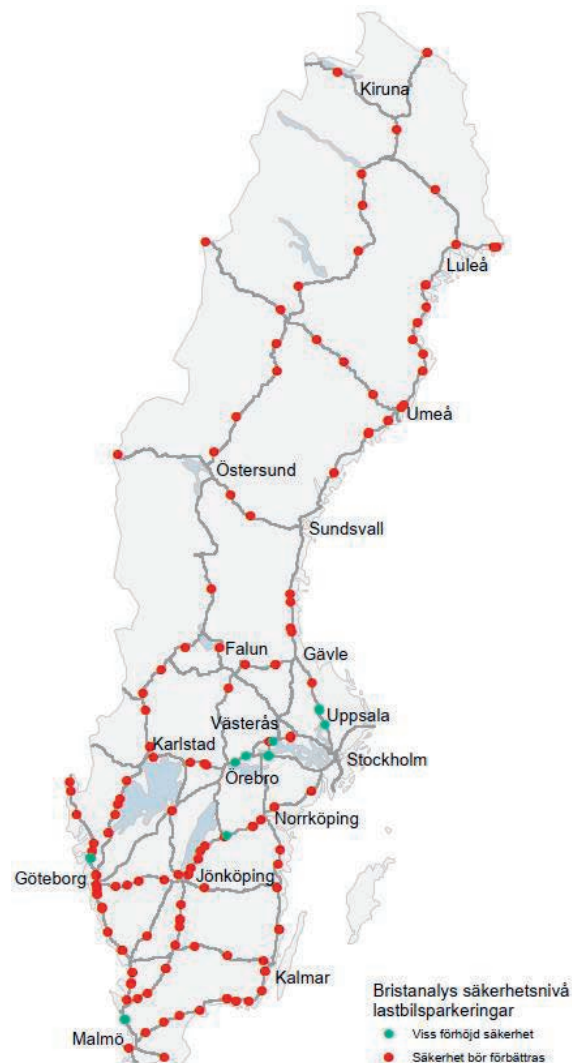 Kiruna
Luleå
Umeå
Östersund
Sundsvall
Falun
Gävle
Västerås
Uppsala
Karlstad
Stockholm
Örebro
Norrköping
Göteborg
Jönköping
Kalmar
Malmö
Bristanalys säkerhetsnivå
lastbilsparkeringar
Viss förhöjd säkerhet
Säkerhet bör förbättras